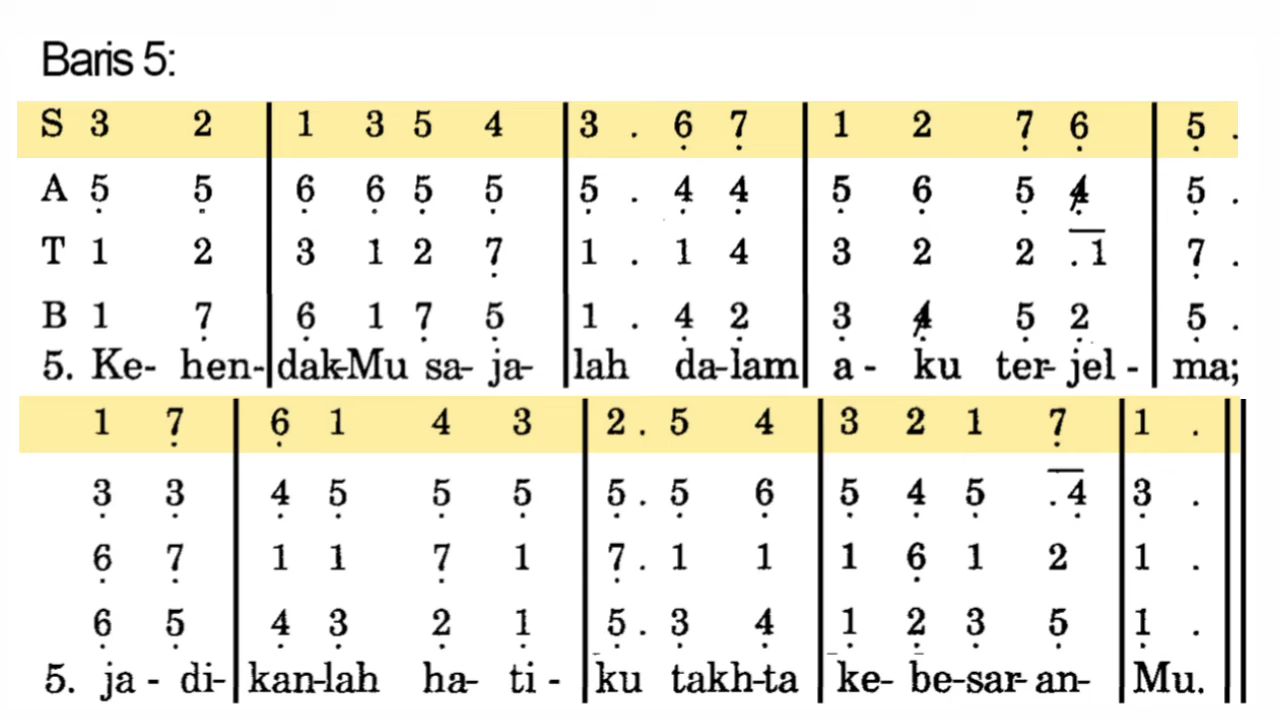 Baris 5:
S 3 2 | 1 3 5 4 | 3 . 6̣ 7̣ | 1 2 7̣ 6̣ | 5̣ .
A 5̣ 5̣ | 6̣ 6̣ 5̣ 5̣ | 5̣ . 4̣ 4̣ | 5̣ 6̣ 5̣ 4̸̣ | 5̣ .
T 1 2 | 3 1 2 7̣ | 1 . 1 4 | 3 2 2 .̅ 1̅ | 7̣ .
B 1 7̣ | 6̣ 1 7̣ 5̣ | 1 . 4̣ 2̣ | 3̣ 4̸̣ 5̣ 2̣ | 5̣ .
5. Ke- hen- | dak-Mu sa- ja- | lah da-lam | a - ku ter- jel - | ma;
1 7̣ | 6̣ 1 4 3 | 2 . 5 4 | 3 2 1 7̣ | 1 . ||
3̣ 3̣ | 4̣ 5̣ 5̣ 5̣ | 5̣ . 5̣ 6̣ | 5̣ 4̣ 5̣ .̅ 4̣̅ | 3̣ . ||
6̣ 7̣ | 1 1 7̣ 1 | 7̣ . 1 1 | 1 6̣ 1 2 | 1 . ||
6̣ 5̣ | 4̣ 3̣ 2̣ 1̣ | 5̣ . 3̣ 4̣ | 1̣ 2̣ 3̣ 5̣ | 1̣ . ||
5. ja - di- | kan-lah ha- ti - | ku takh-ta | ke- be-sar- an- | Mu. ||